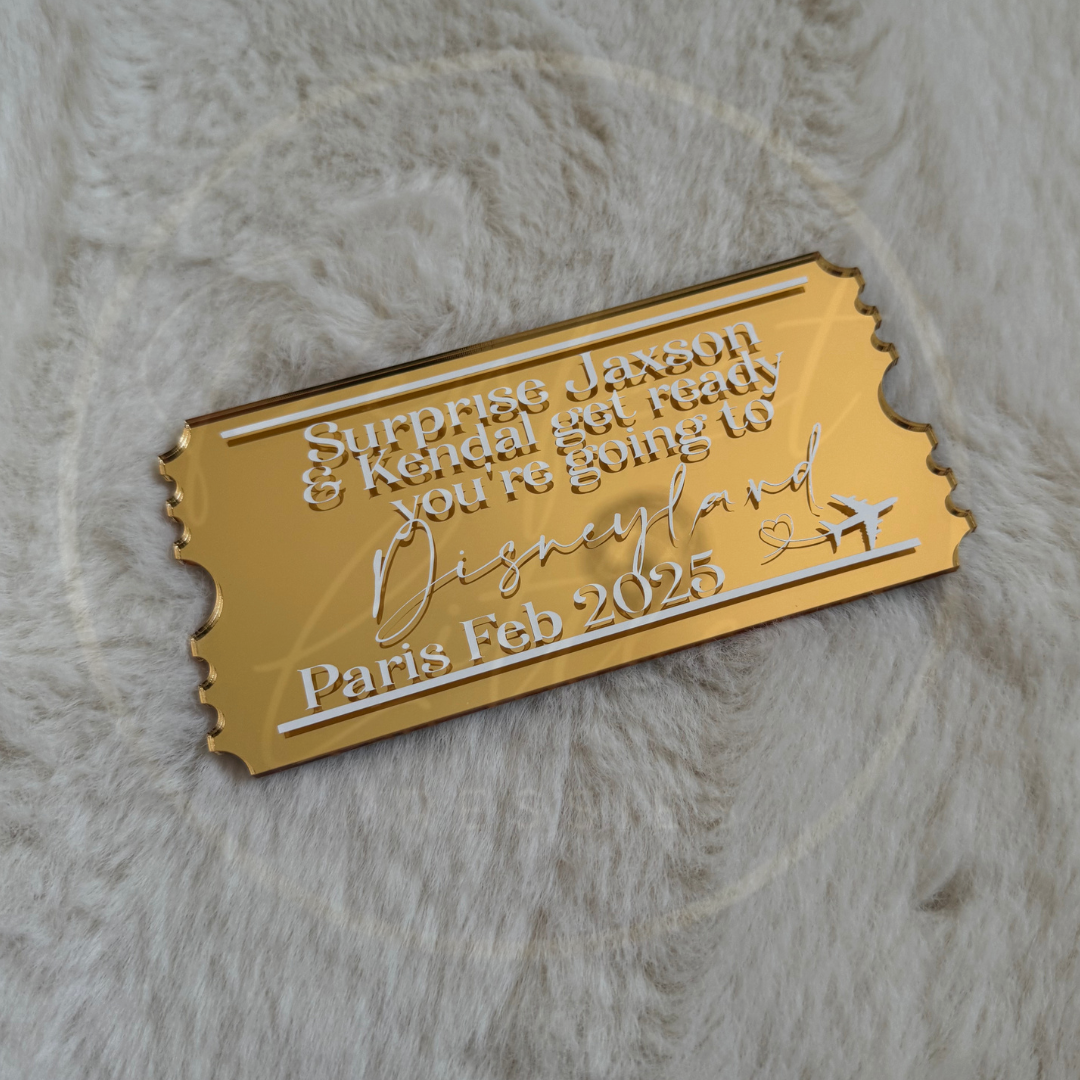 Surprise Jaxson
& Kendal get ready
you're going to
Disneyland
Paris Feb 2025